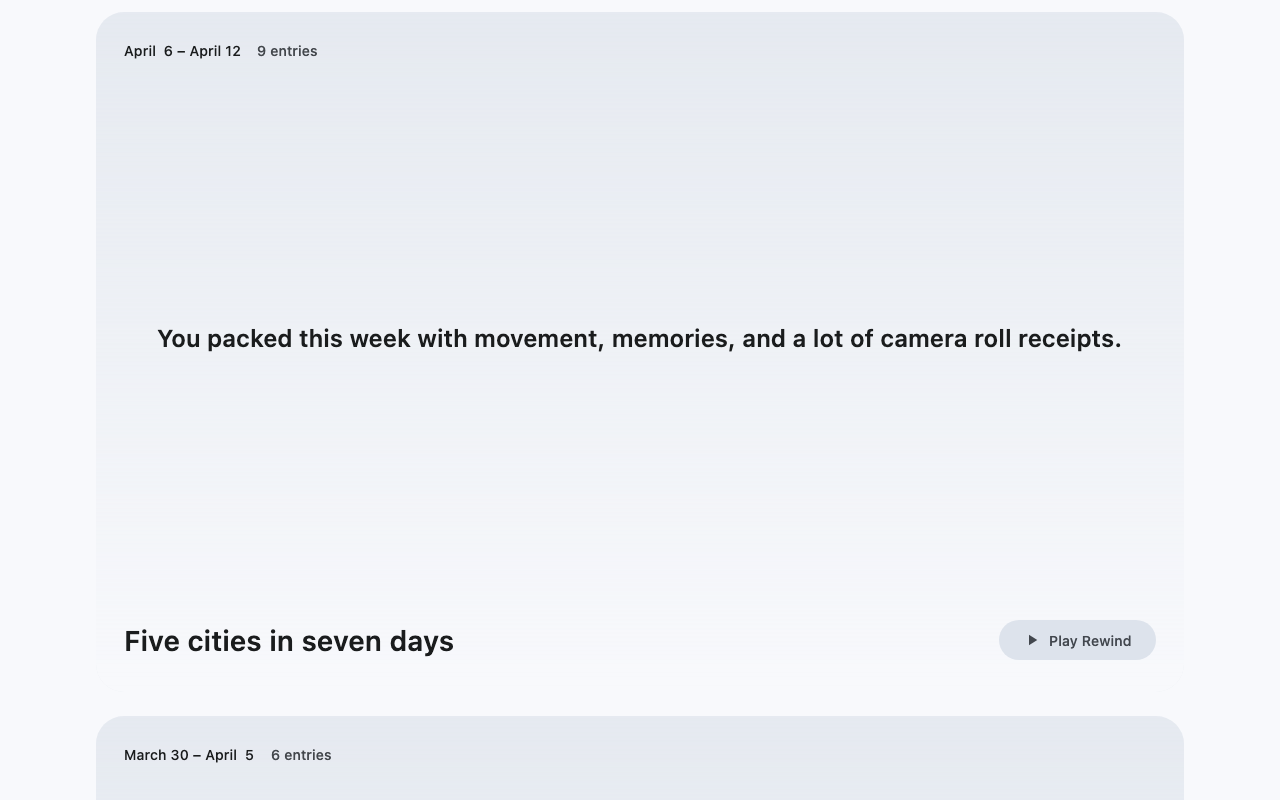 April  6 – April 12 9 entries
You packed this week with movement, memories, and a lot of camera roll receipts.
Five cities in seven days
Play Rewind
March 30 – April  5 6 entries